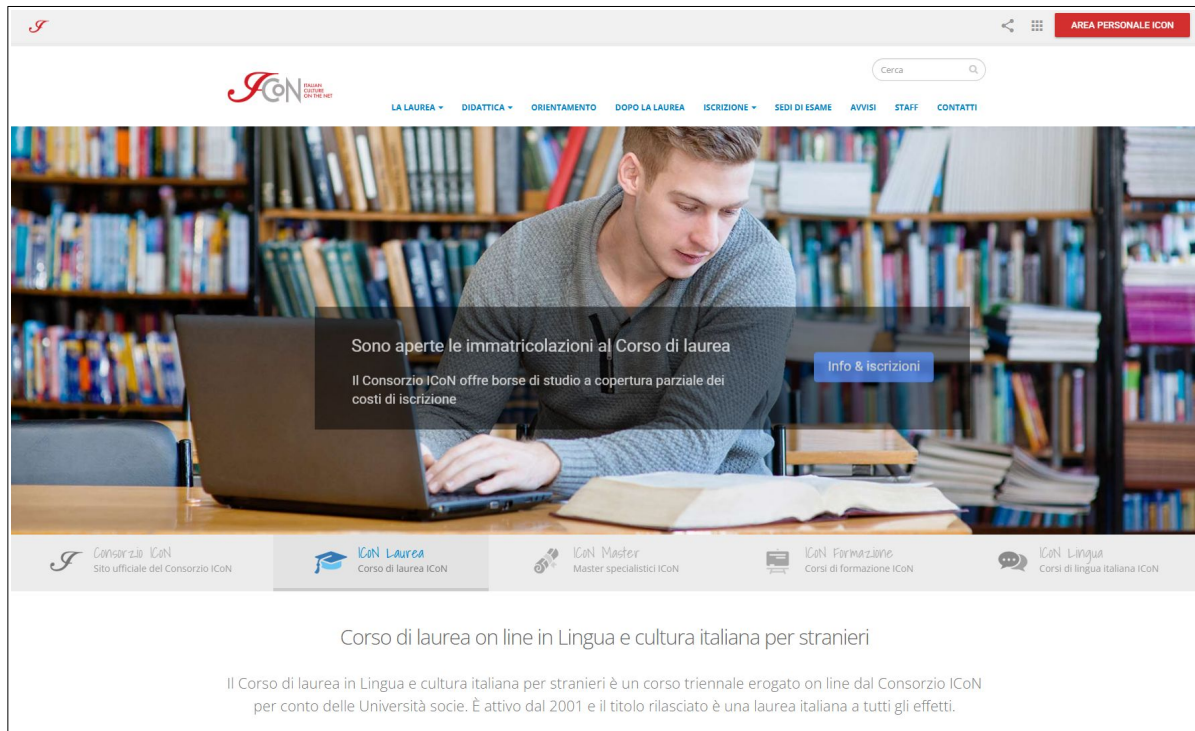 AREA PERSONALE ICON
ICoN ITALIAN
CULTURE
ON THE NET
Cerca
LA LAUREA DIDATTICA ORIENTAMENTO DOPO LA LAUREA ISCRIZIONE SEDI DI ESAME AVVISI STAFF CONTATTI
Sono aperte le immatricolazioni al Corso di laurea
Il Consorzio ICoN offre borse di studio a copertura parziale dei
costi di iscrizione
Info & iscrizioni
Consorzio ICoN
Sito ufficiale del Consorzio ICoN
ICoN Laurea
Corso di laurea ICoN
ICoN Master
Master specialistici ICoN
ICoN Formazione
Corsi di formazione ICoN
ICoN Lingua
Corsi di lingua italiana ICoN
Corso di laurea on line in Lingua e cultura italiana per stranieri
Il Corso di laurea in Lingua e cultura italiana per stranieri è un corso triennale erogato on line dal Consorzio ICoN
per conto delle Università socie. È attivo dal 2001 e il titolo rilasciato è una laurea italiana a tutti gli effetti.